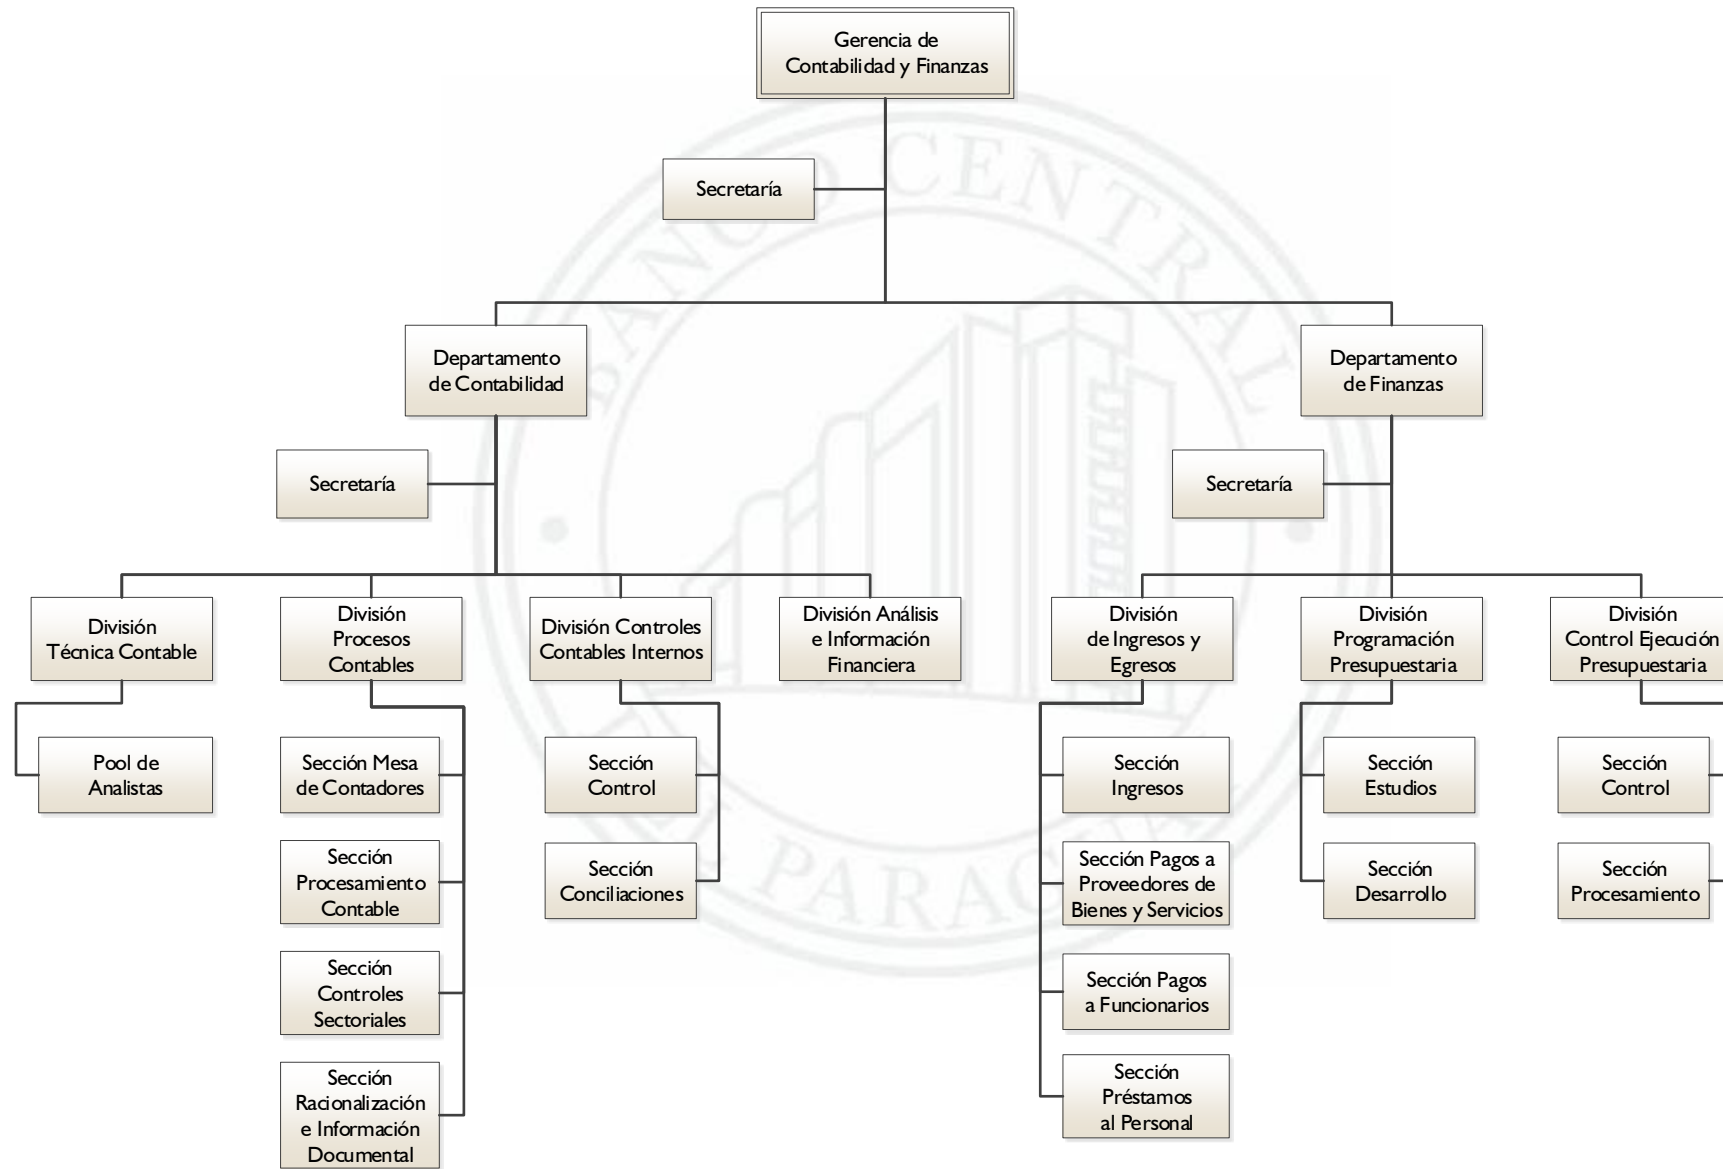 Gerencia de
Contabilidad y Finanzas
Secretaría
Departamento
de Contabilidad
Departamento
de Finanzas
Secretaría
Secretaría
División
Técnica Contable
División
Procesos
Contables
División Controles
Contables Internos
División Análisis
e Información
Financiera
División
de Ingresos y
Egresos
División
Programación
Presupuestaria
División
Control Ejecución
Presupuestaria
Pool de
Analistas
Sección Mesa
de Contadores
Sección
Procesamiento
Contable
Sección
Controles
Sectoriales
Sección
Racionalización
e Información
Documental
Sección
Control
Sección
Conciliaciones
Sección
Ingresos
Sección Pagos a
Proveedores de
Bienes y Servicios
Sección Pagos
a Funcionarios
Sección
Préstamos
al Personal
Sección
Estudios
Sección
Desarrollo
Sección
Control
Sección
Procesamiento
BANCO CENTRAL
DEL PARAGUAY